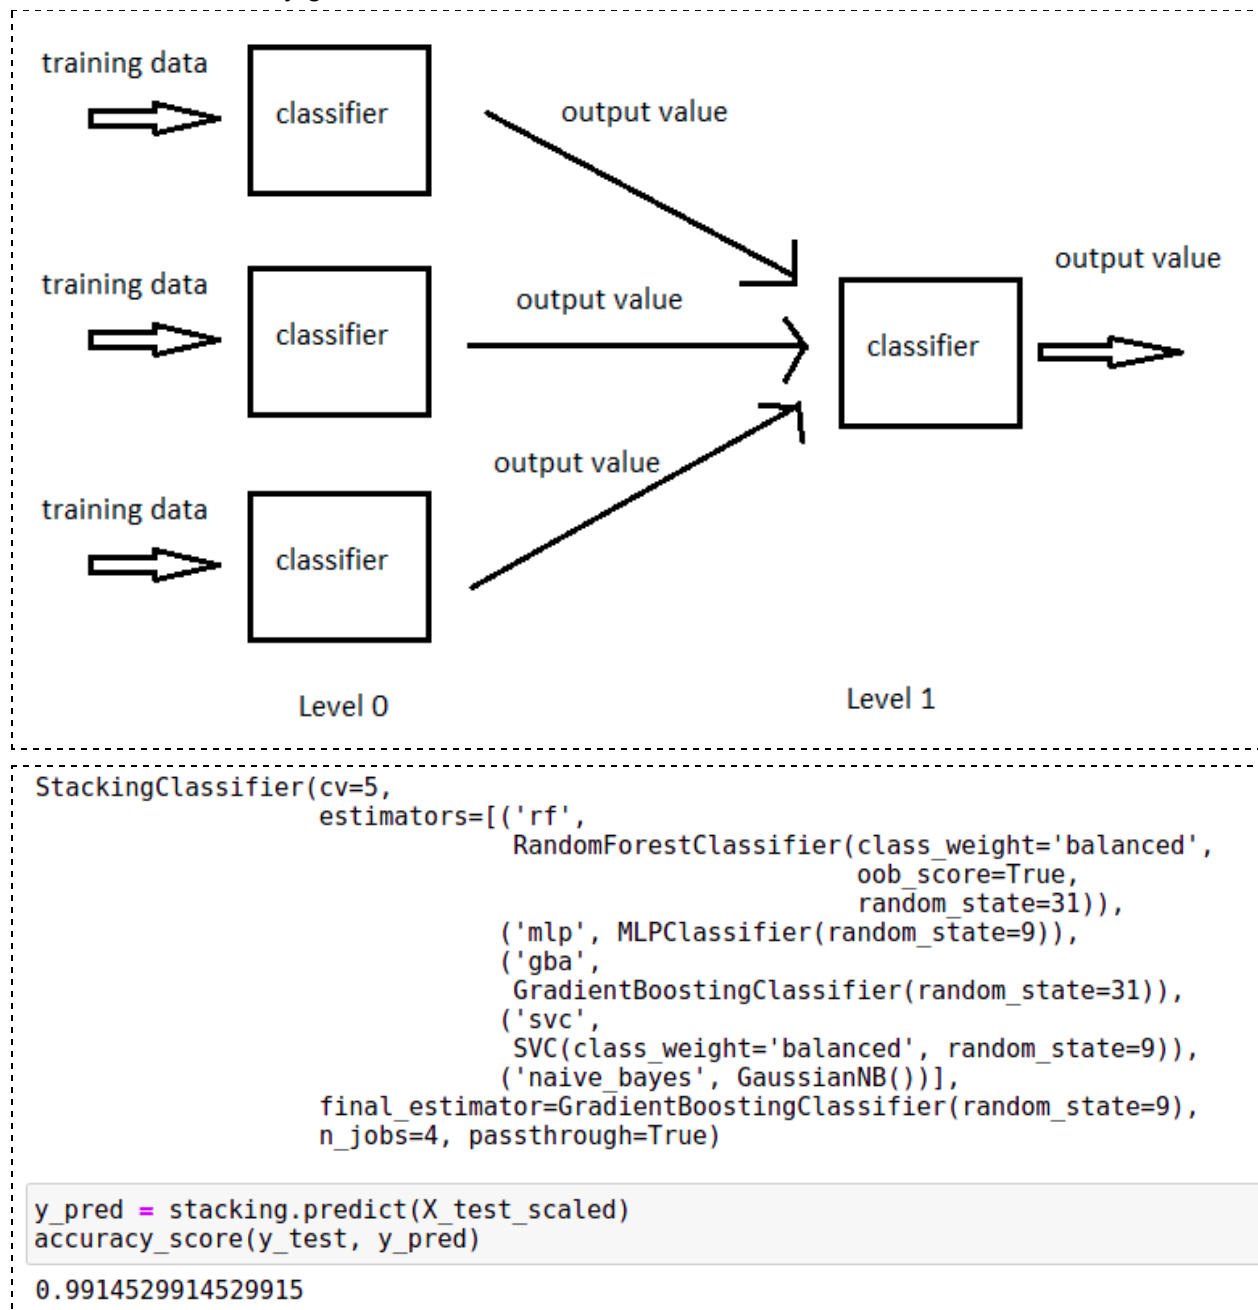 training data
classifier
output value
training data
classifier
output value
output value
classifier
training data
classifier
output value
Level 0
Level 1
StackingClassifier(cv=5,
                   estimators=[('rf',
                                RandomForestClassifier(class_weight='balanced',
                                                       oob_score=True,
                                                       random_state=31)),
                               ('mlp', MLPClassifier(random_state=9)),
                               ('gba',
                                GradientBoostingClassifier(random_state=31)),
                               ('svc',
                                SVC(class_weight='balanced', random_state=9)),
                               ('naive_bayes', GaussianNB())],
                   final_estimator=GradientBoostingClassifier(random_state=9),
                   n_jobs=4, passthrough=True)
y_pred = stacking.predict(X_test_scaled)
accuracy_score(y_test, y_pred)
0.9914529914529915